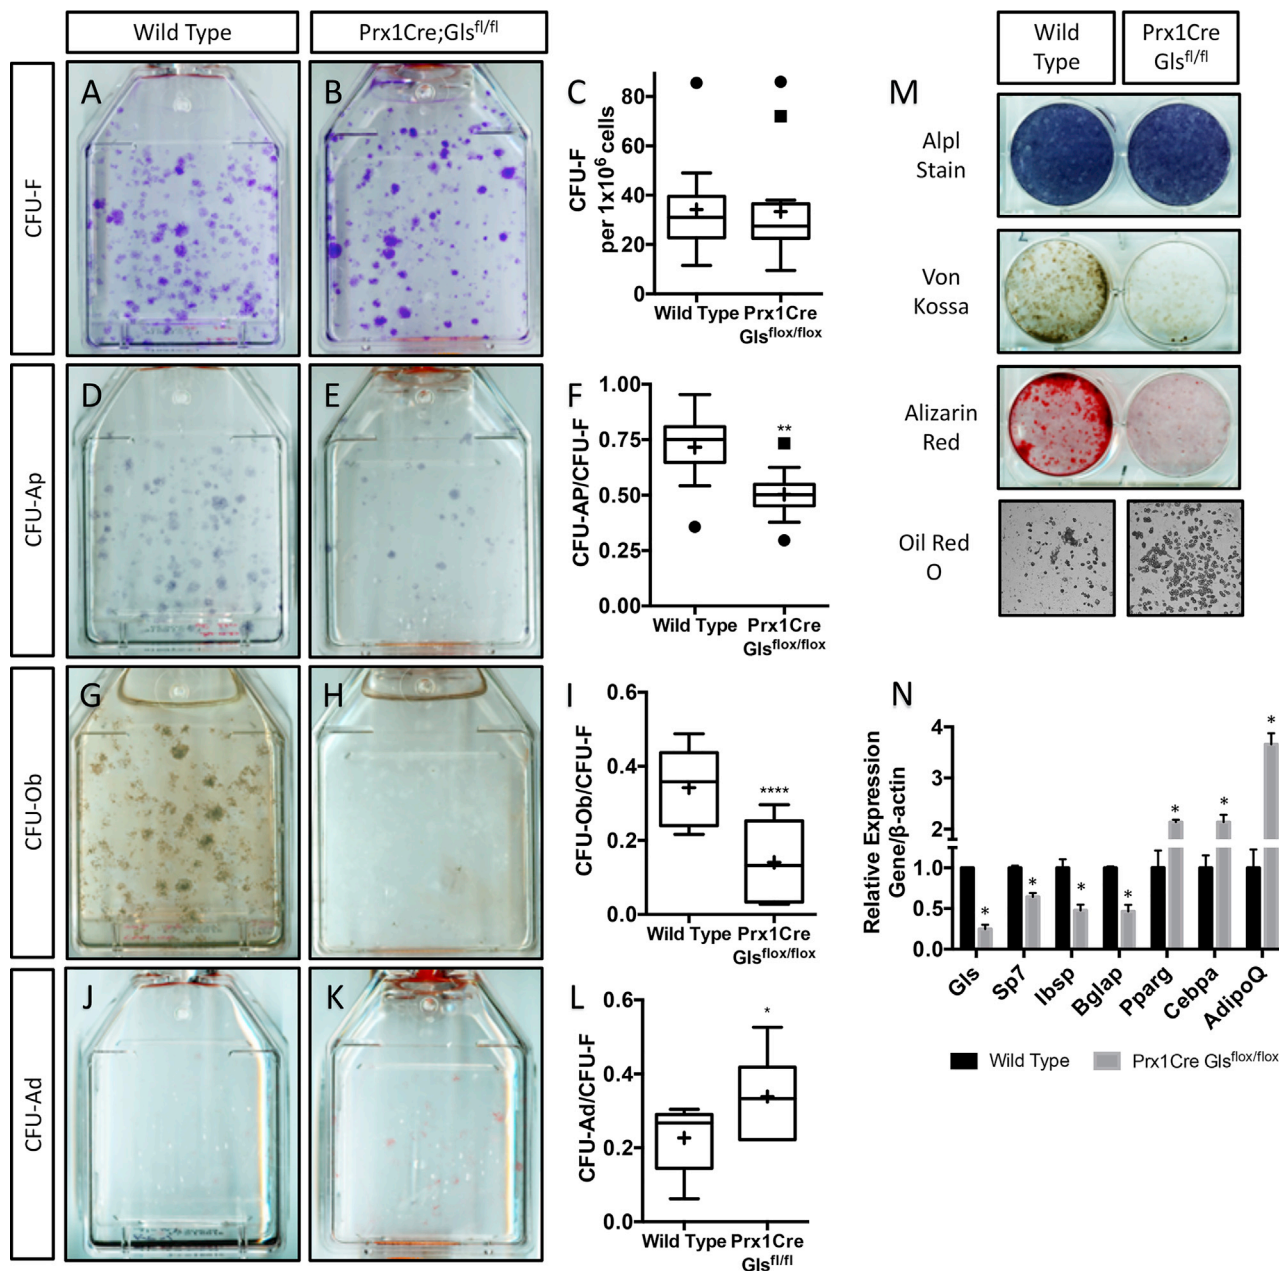 Wild Type
Prx1Cre;Gls^fl/fl
CFU-F
A
B
C
CFU-F
per 1x10^6 cells
80
60
40
20
0
Wild Type
Prx1Cre
Gls^flox/flox
CFU-Ap
D
E
F
CFU-AP/CFU-F
1.00
0.75
0.50
0.25
0.00
**
Wild Type
Prx1Cre
Gls^flox/flox
CFU-Ob
G
H
I
CFU-Ob/CFU-F
0.6
0.4
0.2
0.0
****
Wild Type
Prx1Cre
Gls^flox/flox
CFU-Ad
J
K
L
CFU-Ad/CFU-F
0.6
0.4
0.2
0.0
*
Wild Type
Prx1Cre
Gls^fl/fl
M
Wild
Type
Prx1Cre
Gls^fl/fl
Alpl
Stain
Von
Kossa
Alizarin
Red
Oil Red
O
N
Relative Expression
Gene/β-actin
4
3
2
1.0
0.5
0.0
*
*
*
*
*
*
*
Gls
Sp7
Ibsp
Bglap
Pparg
Cebpa
AdipoQ
Wild Type
Prx1Cre Gls^flox/flox